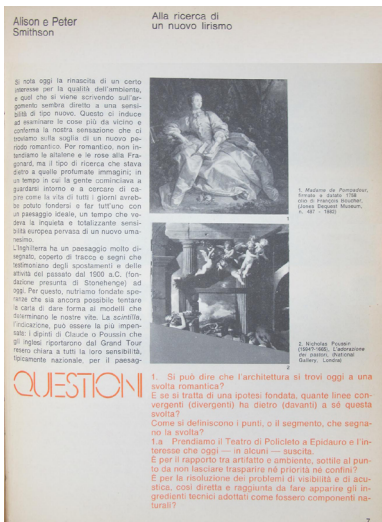 Alison e Peter
Smithson
Alla ricerca di
un nuovo lirismo
Si nota oggi la rinascita di un certo
interesse per la qualità dell'ambiente,
e quel che si viene scrivendo sull'ar-
gomento sembra diretto a una sensi-
bilità di tipo nuovo. Questo ci induce
ad esaminare le cose più da vicino e
conferma la nostra sensazione che ci
troviamo sulla soglia di un nuovo pe-
riodo romantico. Per romantico, non in-
tendiamo le altalene e le rose alla Fra-
gonard, ma il tipo di ricerca che stava
dietro a quelle profumate immagini; in
un tempo in cui la gente cominciava a
guardarsi intorno e a cercare di ca-
pire come la vita di tutti i giorni avreb-
be potuto fondarsi e far tutt'uno con
un paesaggio ideale, un tempo che ve-
deva la inquieta e totalizzante sensi-
bilità europea pervasa di un nuovo uma-
nesimo.
L'Inghilterra ha un paesaggio molto di-
segnato, coperto di tracce e segni che
testimoniano degli spostamenti e delle
attività del passato dal 1900 a.C. (fon-
dazione presunta di Stonehenge) ad
oggi. Per questo, nutriamo fondate spe-
ranze che sia ancora possibile tentare
le carta di dare forma ai modelli che
determinano le nostre vite. La scintilla,
l'indicazione, può essere la più impen-
sate: i dipinti di Claude o Poussin che
gli inglesi riportarono dal Grand Tour
resero chiara a tutti la loro sensibilità,
tipicamente nazionale, per il paesag-
1
1. Madame de Pompadour,
firmato e datato 1758
olio di François Boucher,
(Jones Bequest Museum,
n. 487 - 1882)
2
2. Nicholas Poussin
(1594?-1665), L'adorazione
dei pastori, (National
Gallery, London)
QUESTIONI
1. Si può dire che l'architettura si trovi oggi a una
svolta romantica?
E se si tratta di una ipotesi fondata, quante linee con-
vergenti (divergenti) ha dietro (davanti) a sé questa
svolta?
Come si definiscono i punti, o il segmento, che segna-
no la svolta?
1.a Prendiamo il Teatro di Policleto a Epidauro e l'in-
teresse che oggi — in alcuni — suscita.
È per il rapporto tra artifatto e ambiente, sottile al pun-
to da non lasciare trasparire né priorità né confini?
È per la risoluzione dei problemi di visibilità e di acu-
stica, così diretta e raggiunta da fare apparire gli in-
gredienti tecnici adottati come fossero componenti na-
turali?